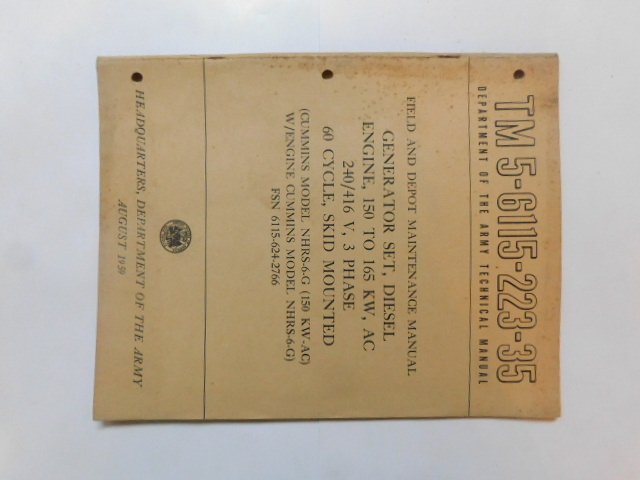 TM 5-6115-223-35
DEPARTMENT OF THE ARMY TECHNICAL MANUAL
FIELD AND DEPOT MAINTENANCE MANUAL
GENERATOR SET, DIESEL
ENGINE, 150 TO 165 KW, AC
240/416 V, 3 PHASE
60 CYCLE, SKID MOUNTED
(CUMMINS MODEL NHRS-6-G (150 KW-AC)
W/ENGINE CUMMINS MODEL NHRS-6-G)
FSN 6115-624-2766
HEADQUARTERS, DEPARTMENT OF THE ARMY
AUGUST 1959